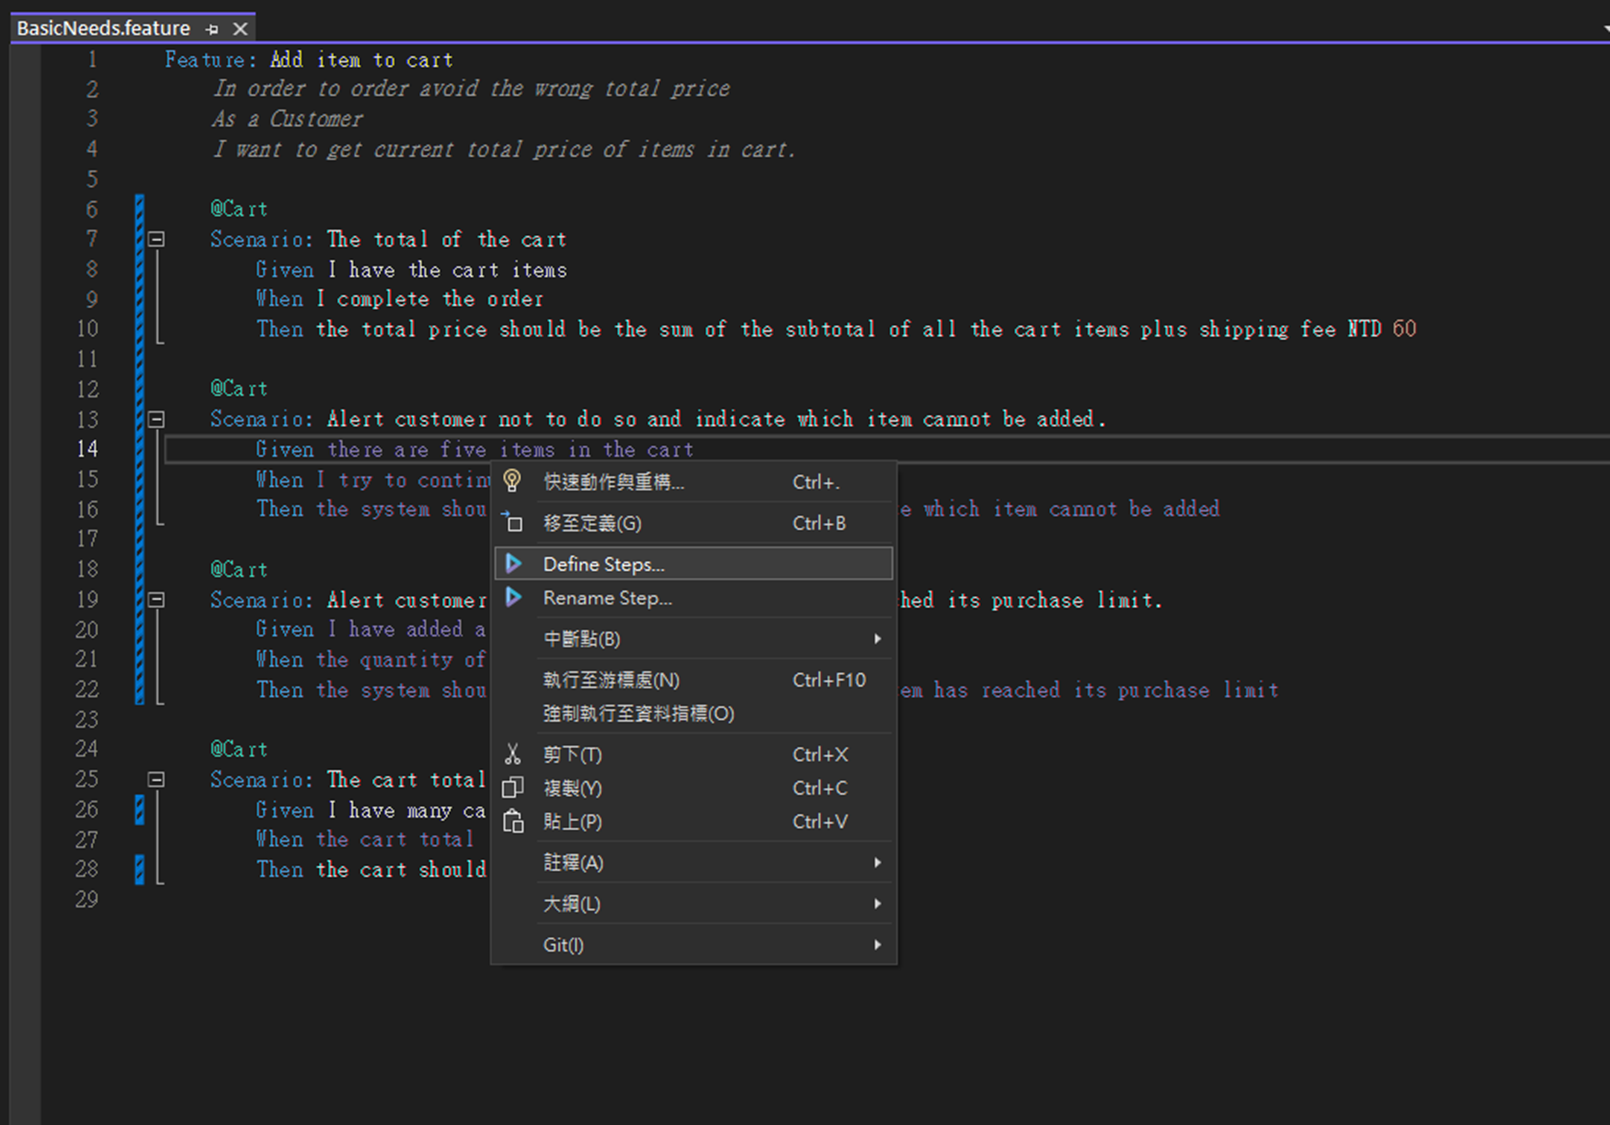 BasicNeeds.feature
1 Feature: Add item to cart
2 In order to order avoid the wrong total price
3 As a Customer
4 I want to get current total price of items in cart.
5
6 @Cart
7 Scenario: The total of the cart
8 Given I have the cart items
9 When I complete the order
10 Then the total price should be the sum of the subtotal of all the cart items plus shipping fee NTD 60
11
12 @Cart
13 Scenario: Alert customer not to do so and indicate which item cannot be added.
14 Given there are five items in the cart
15 When I try to contin
16 Then the system shou e which item cannot be added
17
18 @Cart
19 Scenario: Alert customer hed its purchase limit.
20 Given I have added a
21 When the quantity of
22 Then the system shou em has reached its purchase limit
23
24 @Cart
25 Scenario: The cart total
26 Given I have many ca
27 When the cart total
28 Then the cart should
29
快速動作與重構... Ctrl+.
移至定義(G) Ctrl+B
Define Steps...
Rename Step...
中斷點(B)
執行至游標處(N) Ctrl+F10
強制執行至資料指標(O)
剪下(T) Ctrl+X
複製(Y) Ctrl+C
貼上(P) Ctrl+V
註釋(A)
大綱(L)
Git(I)